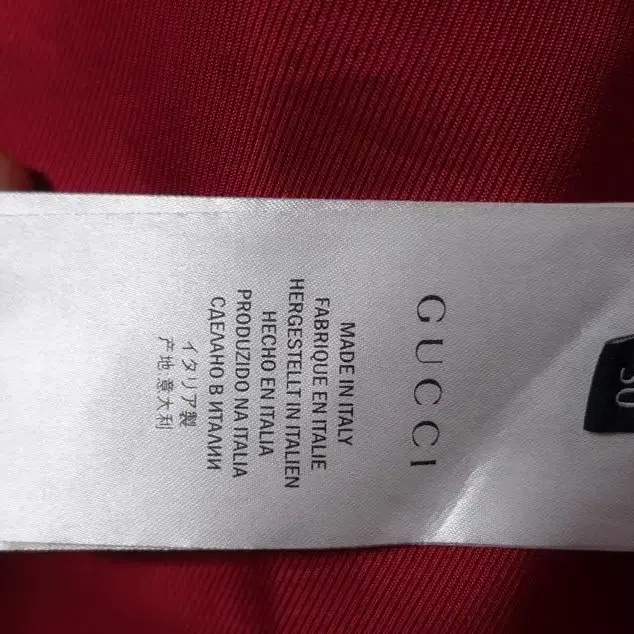 GUCCI
MADE IN ITALY
FABRIQUE EN ITALIE
HERGESTELLT IN ITALIEN
HECHO EN ITALIA
PRODUZIDO NA ITALIA
СДЕЛАНО В ИТАЛИИ
イタリア製
产地意大利